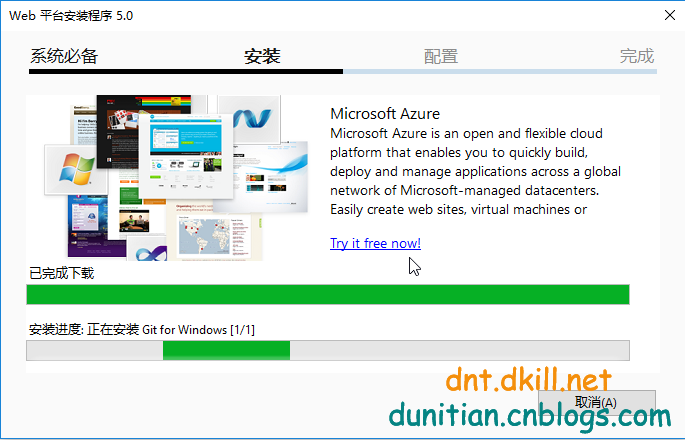 Web 平台安装程序 5.0
系统必备 安装 配置 完成
Microsoft Azure
Microsoft Azure is an open and flexible cloud
platform that enables you to quickly build,
deploy and manage applications across a global
network of Microsoft-managed datacenters.
Easily create web sites, virtual machines or
Try it free now!
已完成下载
安装进度: 正在安装 Git for Windows [1/1]
dnt.dkill.net
取消(A)
dunitian.cnblogs.com